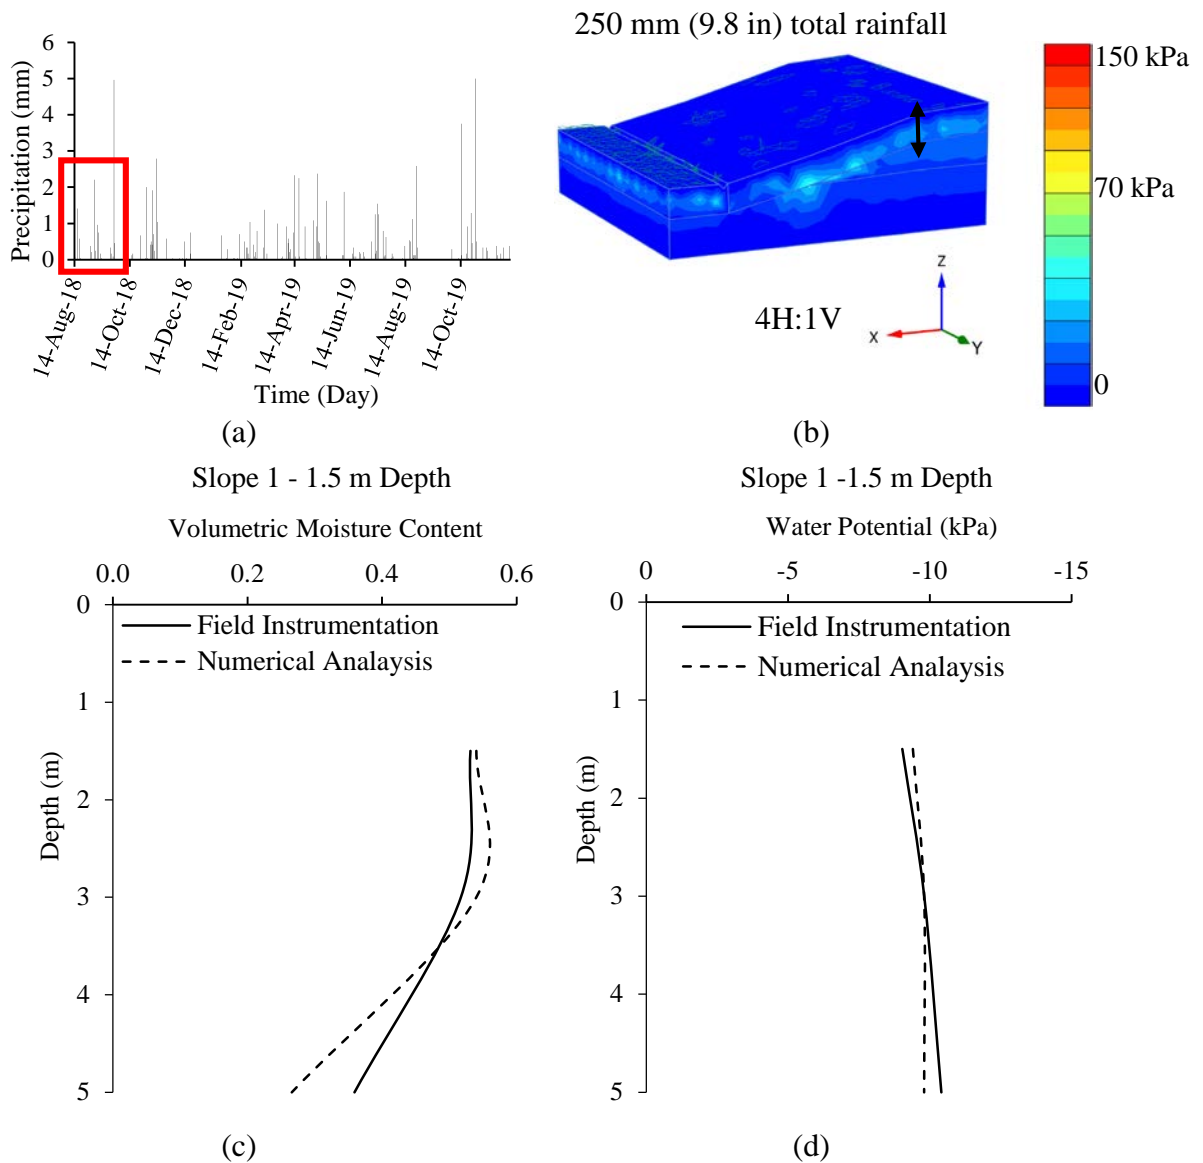 250 mm (9.8 in) total rainfall
Precipitation (mm)
6
5
4
3
2
1
0
14-Aug-18
14-Oct-18
14-Dec-18
14-Feb-19
14-Apr-19
14-Jun-19
14-Aug-19
14-Oct-19
Time (Day)
(a)
150 kPa
70 kPa
0
4H:1V
Z
X
Y
(b)
Slope 1 - 1.5 m Depth
Volumetric Moisture Content
0.0 0.2 0.4 0.6
0
1
2
3
4
5
Depth (m)
Field Instrumentation
Numerical Analaysis
(c)
Slope 1 -1.5 m Depth
Water Potential (kPa)
0 -5 -10 -15
0
1
2
3
4
5
Depth (m)
Field Instrumentation
Numerical Analaysis
(d)